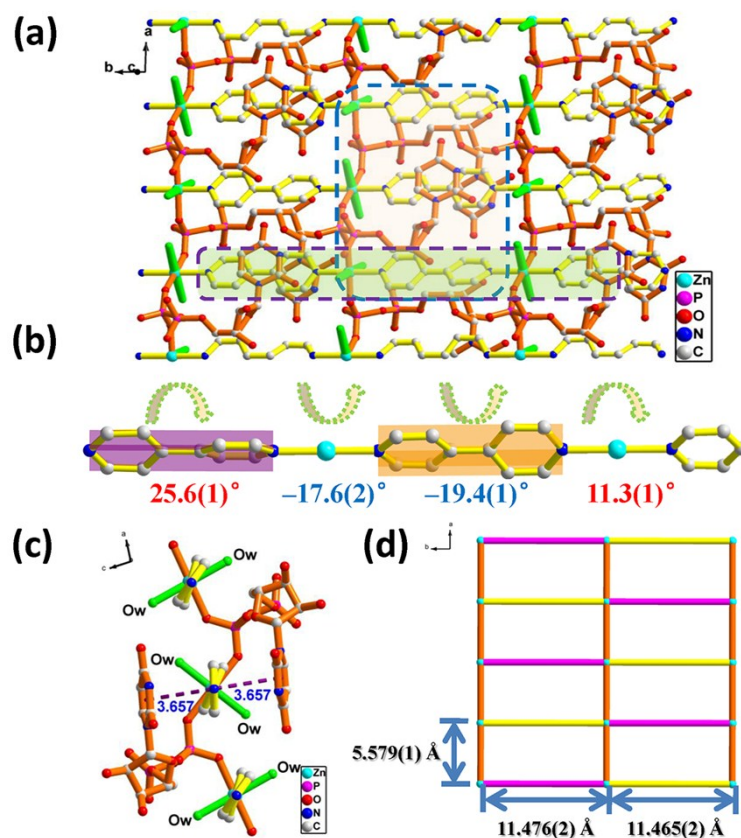 (a)
a
b
c
Zn
P
O
N
C
(b)
25.6(1)° –17.6(2)° –19.4(1)° 11.3(1)°
(c)
a
c
Ow
Ow
Ow
3.657
3.657
Ow
Ow
Ow
Zn
P
O
N
C
(d)
a
b
5.579(1) Å
11.476(2) Å 11.465(2) Å